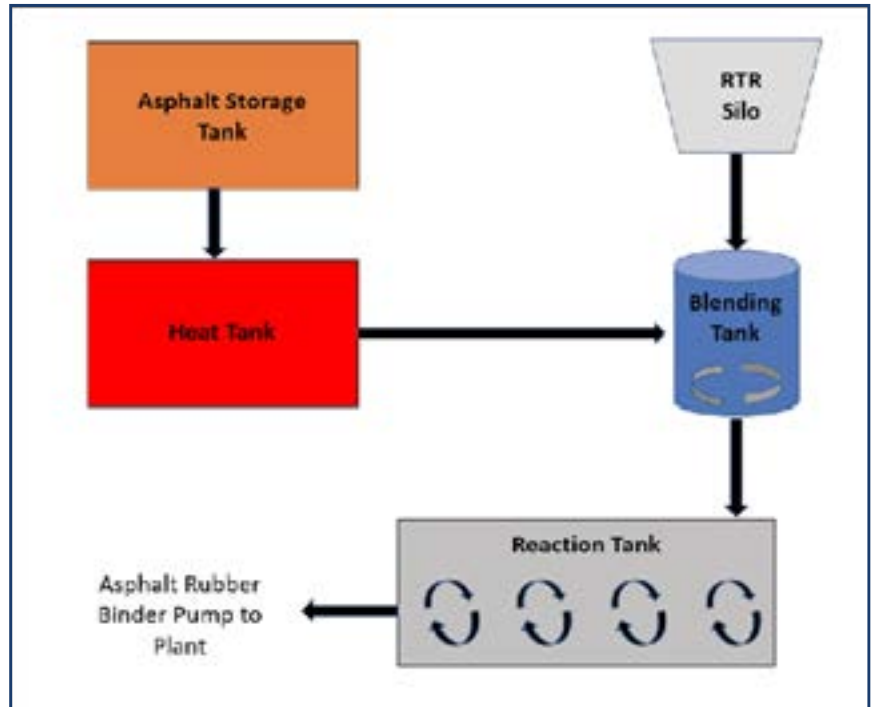 Asphalt Storage
Tank
RTR
Silo
Heat Tank
Blending
Tank
Reaction Tank
Asphalt Rubber
Binder Pump to
Plant